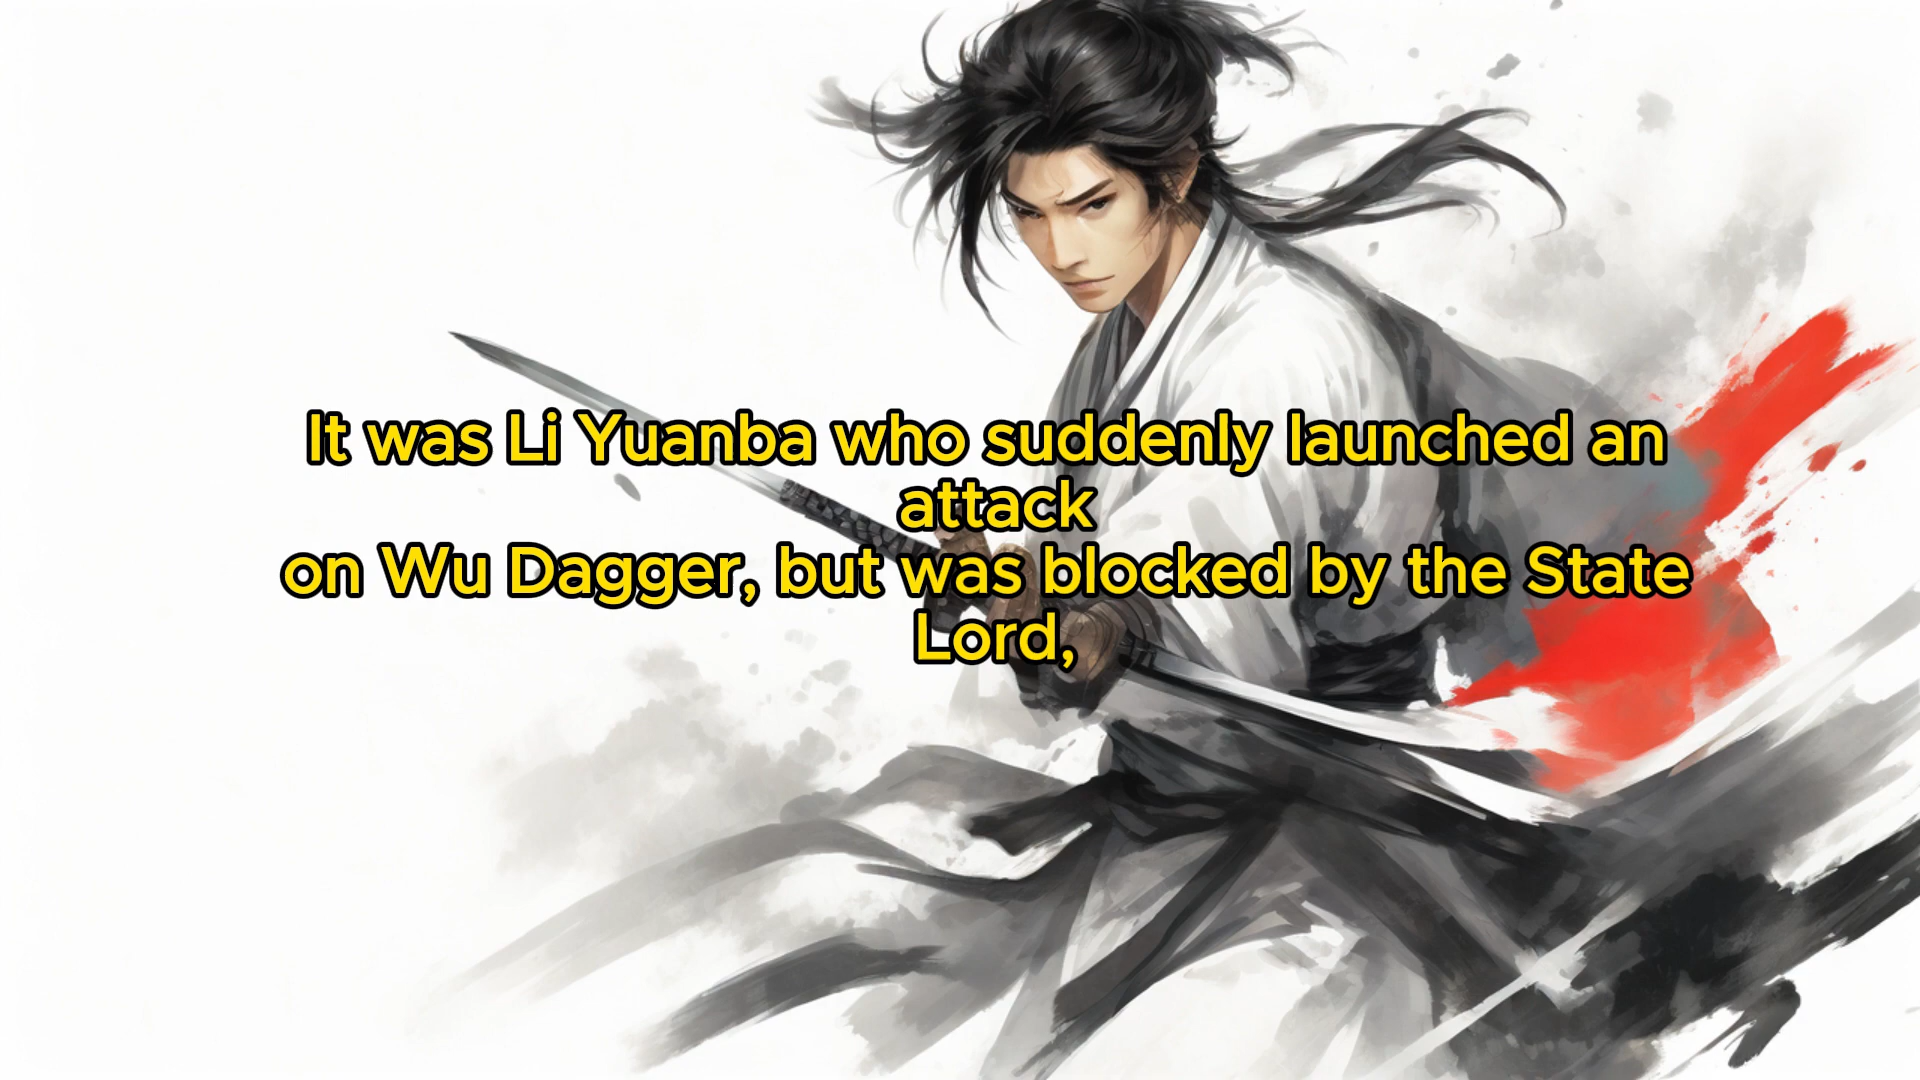 It was Li Yuanba who suddenly launched an
attack
on Wu Dagger, but was blocked by the State
Lord,